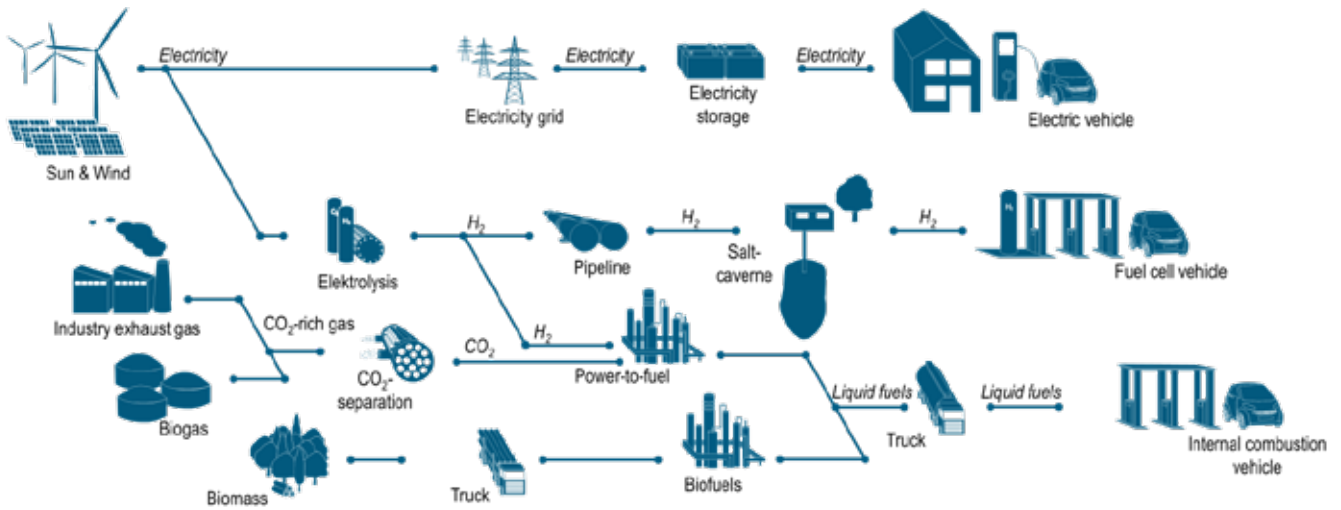 Electricity
Electricity
Electricity
Electricity grid
Electricity
storage
Electric vehicle
Sun & Wind
H₂
H₂
H₂
Elektrolysis
Pipeline
Salt-
caverne
Fuel cell vehicle
Industry exhaust gas
CO₂-rich gas
H₂
CO₂
CO₂-
separation
Power-to-fuel
Biogas
Liquid fuels
Liquid fuels
Truck
Internal combustion
vehicle
Biomass
Truck
Biofuels